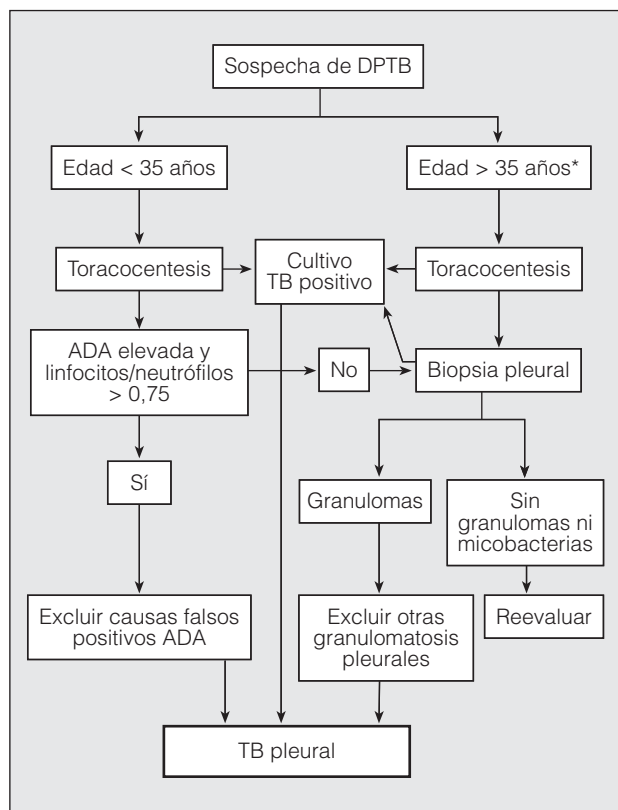 Sospecha de DPTB
Edad < 35 años
Edad > 35 años*
Toracocentesis
Cultivo
TB positivo
Toracocentesis
ADA elevada y
linfocitos/neutrófilos
> 0,75
No
Biopsia pleural
Sí
Granulomas
Sin
granulomas ni
micobacterias
Excluir causas falsos
positivos ADA
Excluir otras
granulomatosis
pleurales
Reevaluar
TB pleural